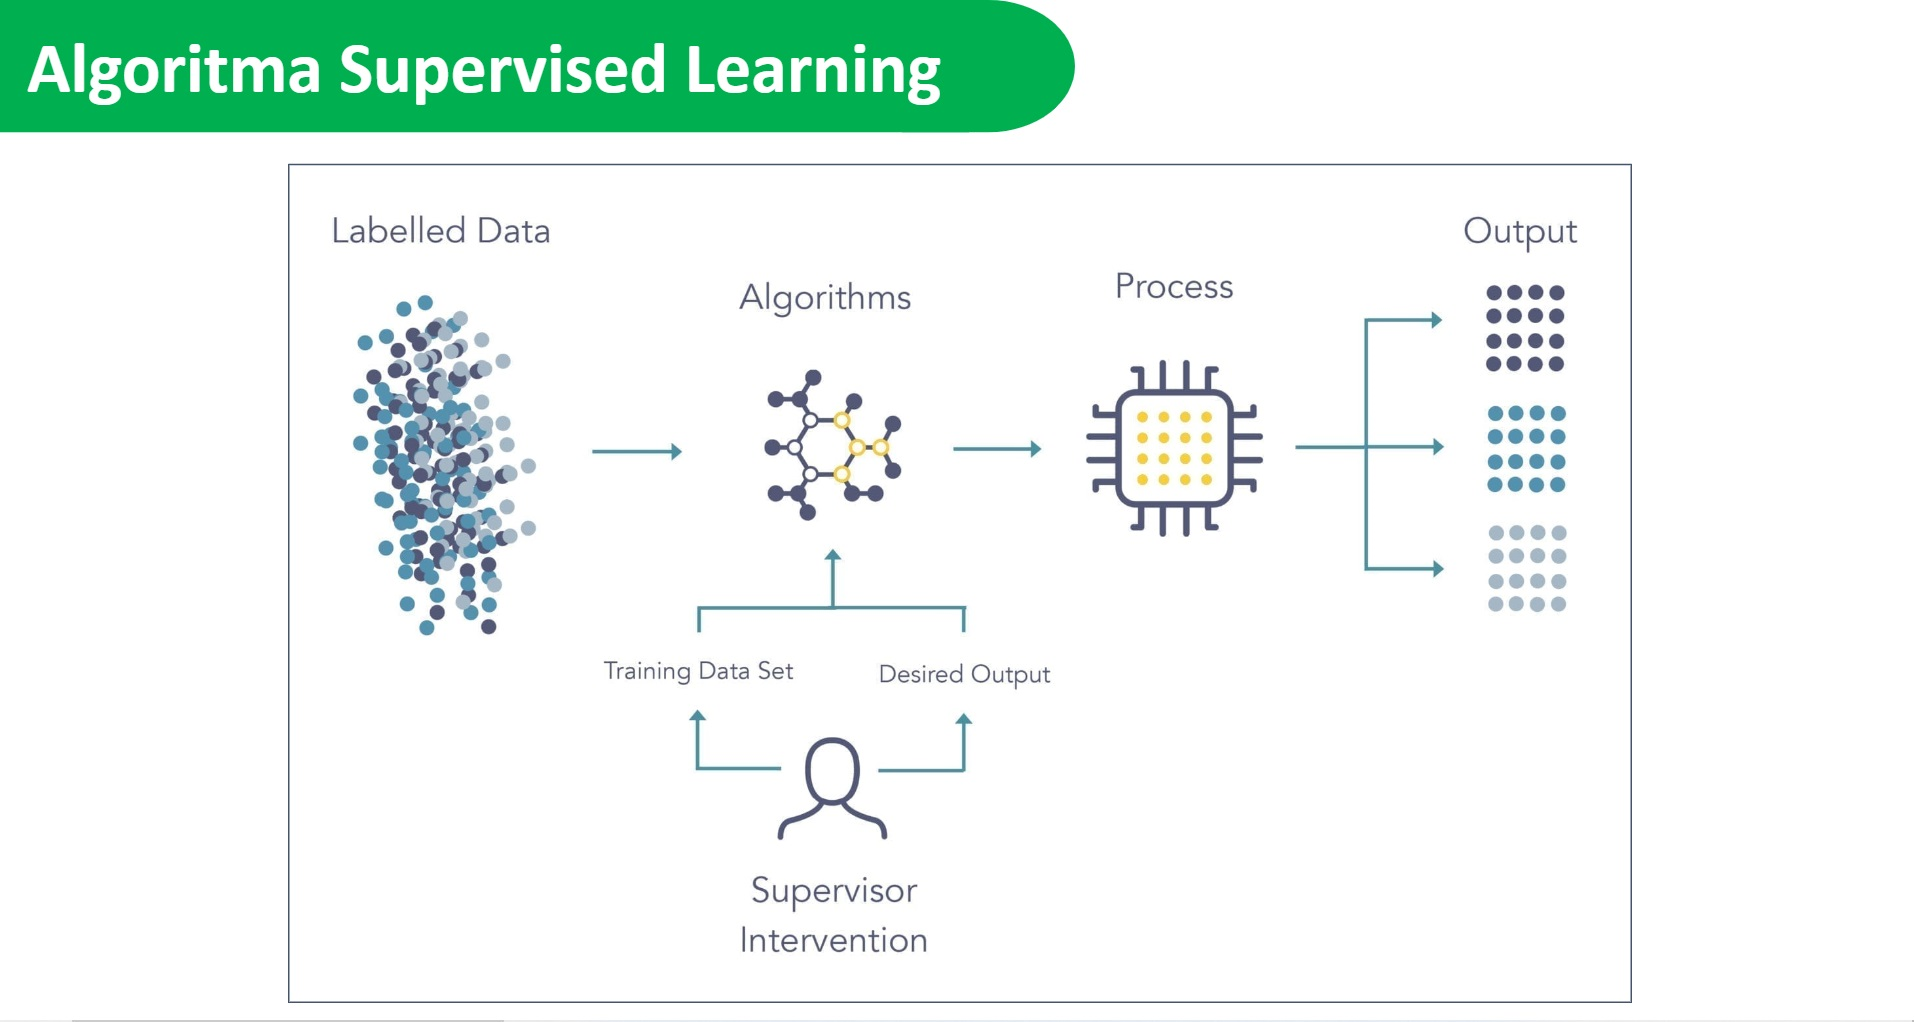 Algoritma Supervised Learning
Labelled Data
Algorithms
Process
Output
Training Data Set
Desired Output
Supervisor
Intervention